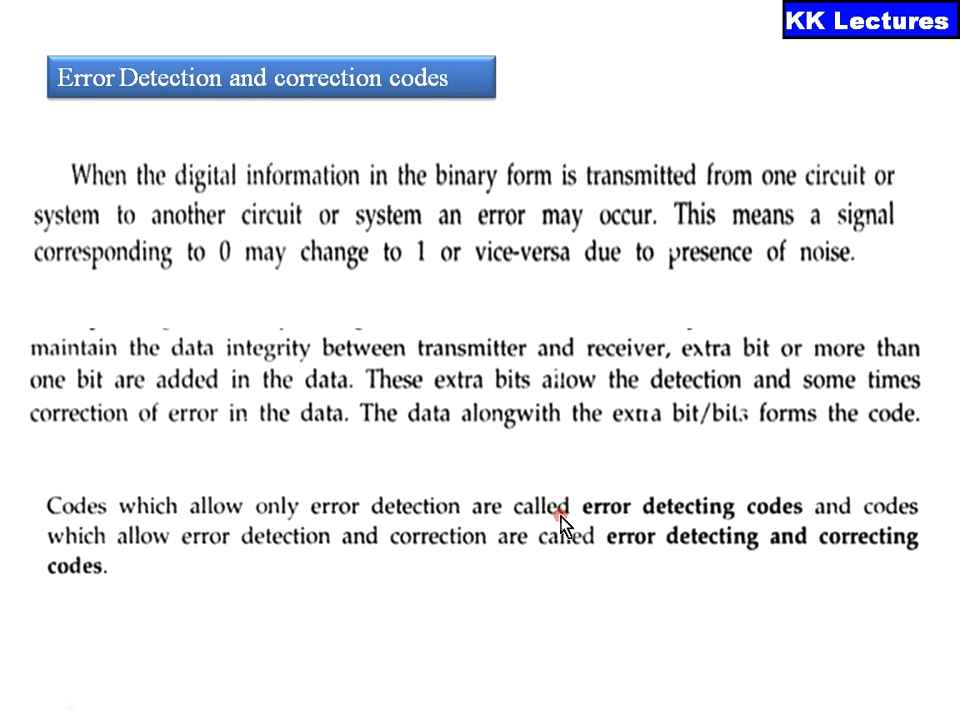 KK Lectures
Error Detection and correction codes
When the digital information in the binary form is transmitted from one circuit or
system to another circuit or system an error may occur. This means a signal
corresponding to 0 may change to 1 or vice-versa due to presence of noise.
maintain the data integrity between transmitter and receiver, extra bit or more than
one bit are added in the data. These extra bits allow the detection and some times
correction of error in the data. The data alongwith the extra bit/bits forms the code.
Codes which allow only error detection are called error detecting codes and codes
which allow error detection and correction are called error detecting and correcting
codes.